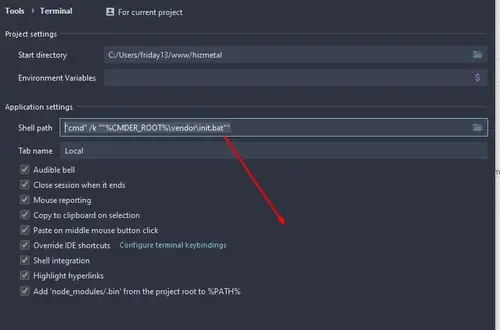 Tools > Terminal For current project
Project settings
Start directory C:/Users/friday13/www/hizmetal
Environment Variables $
Application settings
Shell path "cmd" /k ""%CMDER_ROOT%\vendor\init.bat""
Tab name Local
Audible bell
Close session when it ends
Mouse reporting
Copy to clipboard on selection
Paste on middle mouse button click
Override IDE shortcuts Configure terminal keybindings
Shell integration
Highlight hyperlinks
Add 'node_modules/.bin' from the project root to %PATH%